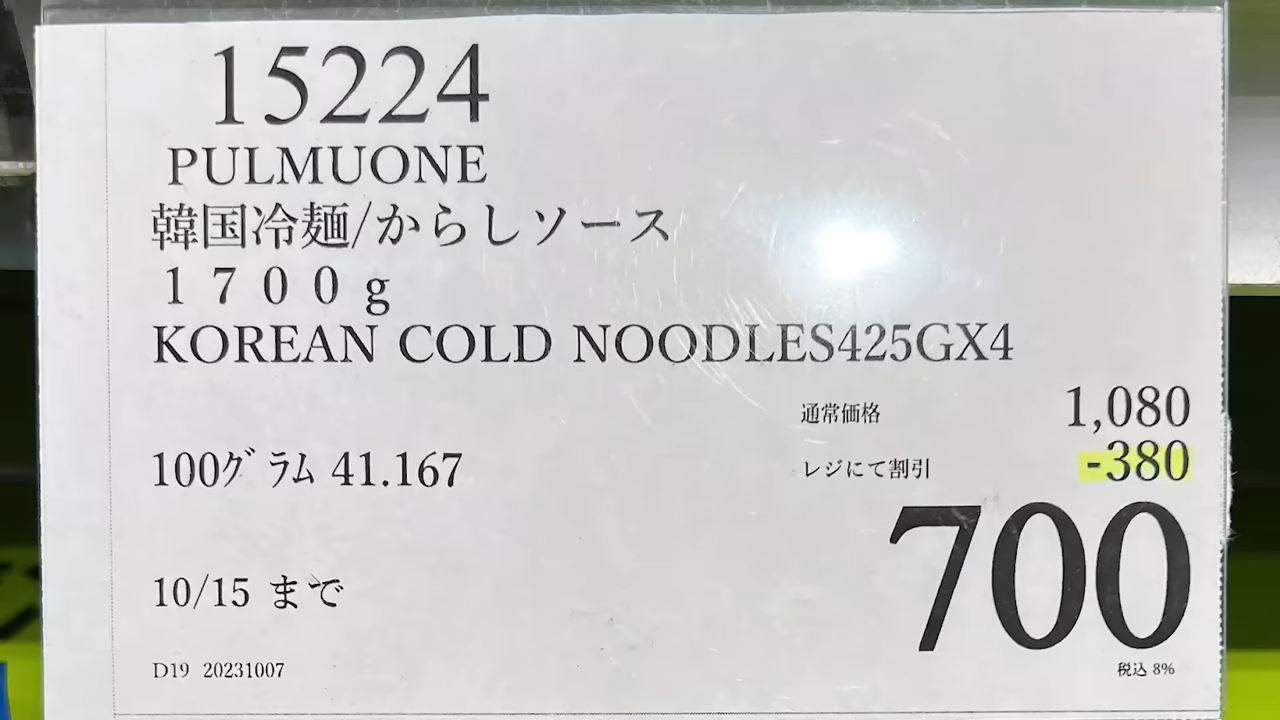 15224
PULMUONE
韓国冷麺/からしソース
１７００ｇ
KOREAN COLD NOODLES425GX4
通常価格 1,080
100ｸﾞﾗﾑ 41.167 レジにて割引 -380
700
10/15 まで
D19 20231007 税込 8%